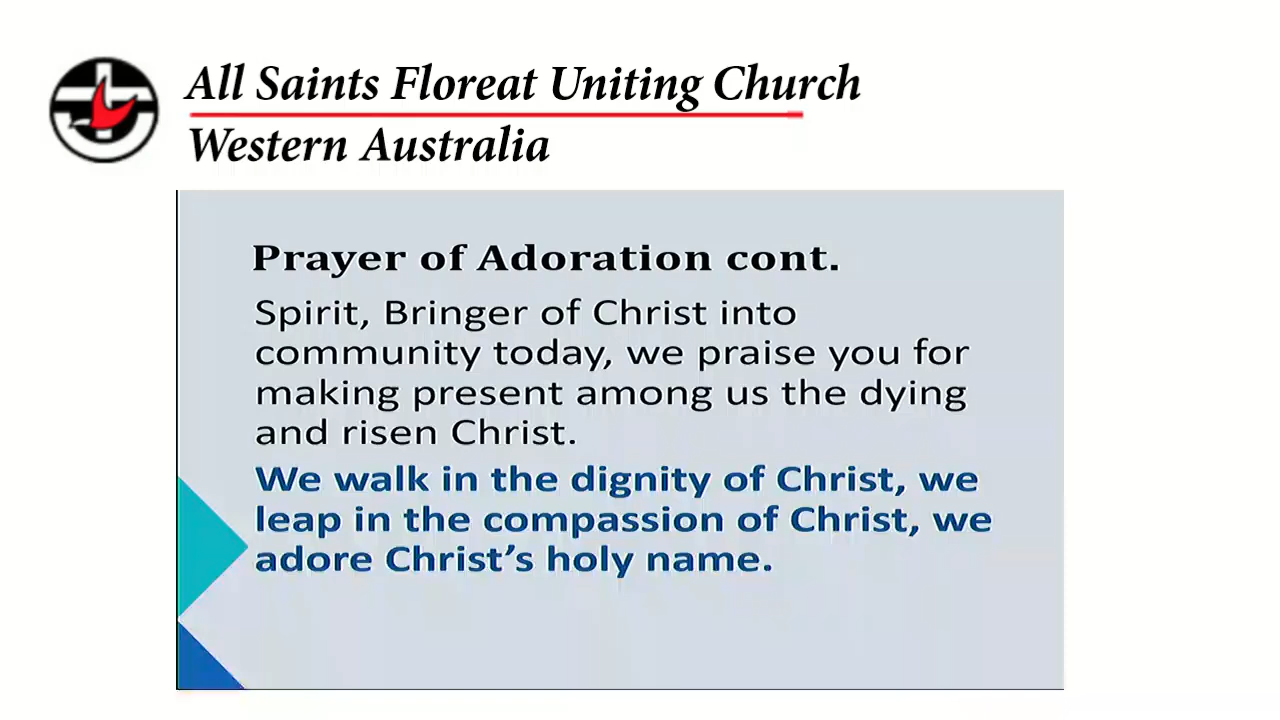 All Saints Floreat Uniting Church
Western Australia
Prayer of Adoration cont.
Spirit, Bringer of Christ into
community today, we praise you for
making present among us the dying
and risen Christ.
We walk in the dignity of Christ, we
leap in the compassion of Christ, we
adore Christ’s holy name.